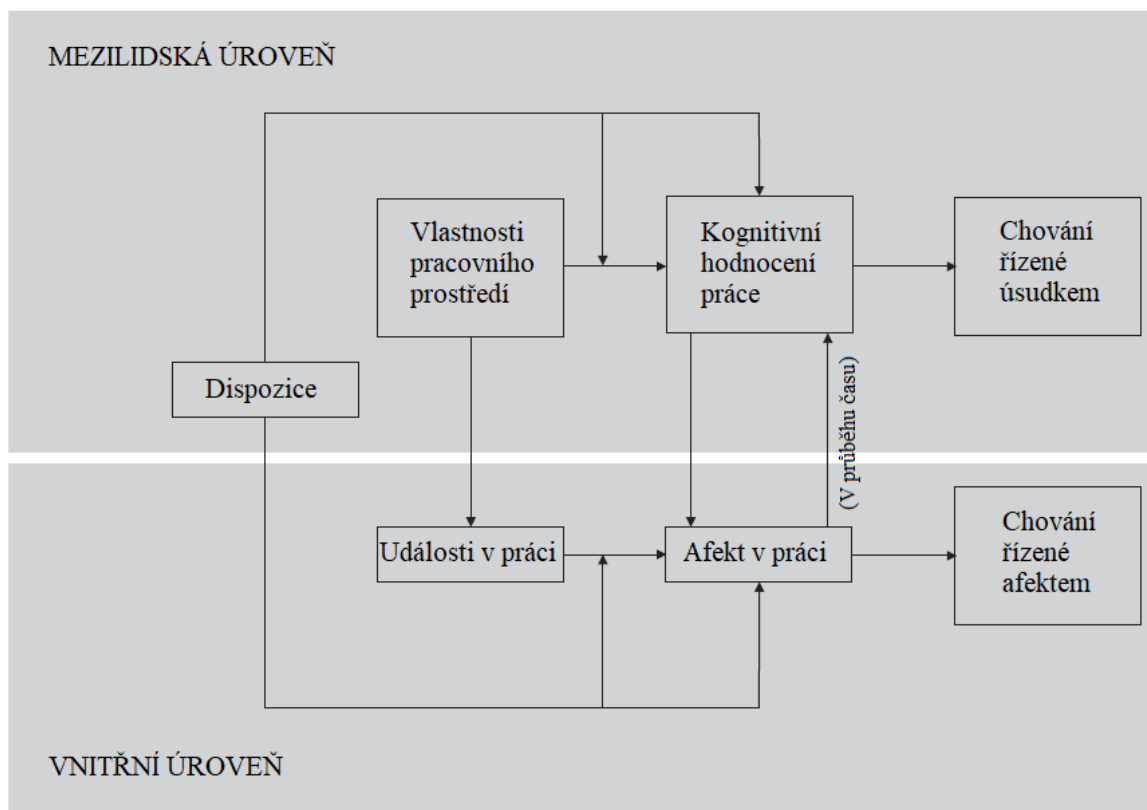 MEZILIDSKÁ ÚROVEŇ
Vlastnosti
pracovního
prostředí
Kognitivní
hodnocení
práce
Chování
řízené
úsudkem
Dispozice
(V průběhu času)
Události v práci
Afekt v práci
Chování
řízené
afektem
VNITŘNÍ ÚROVEŇ